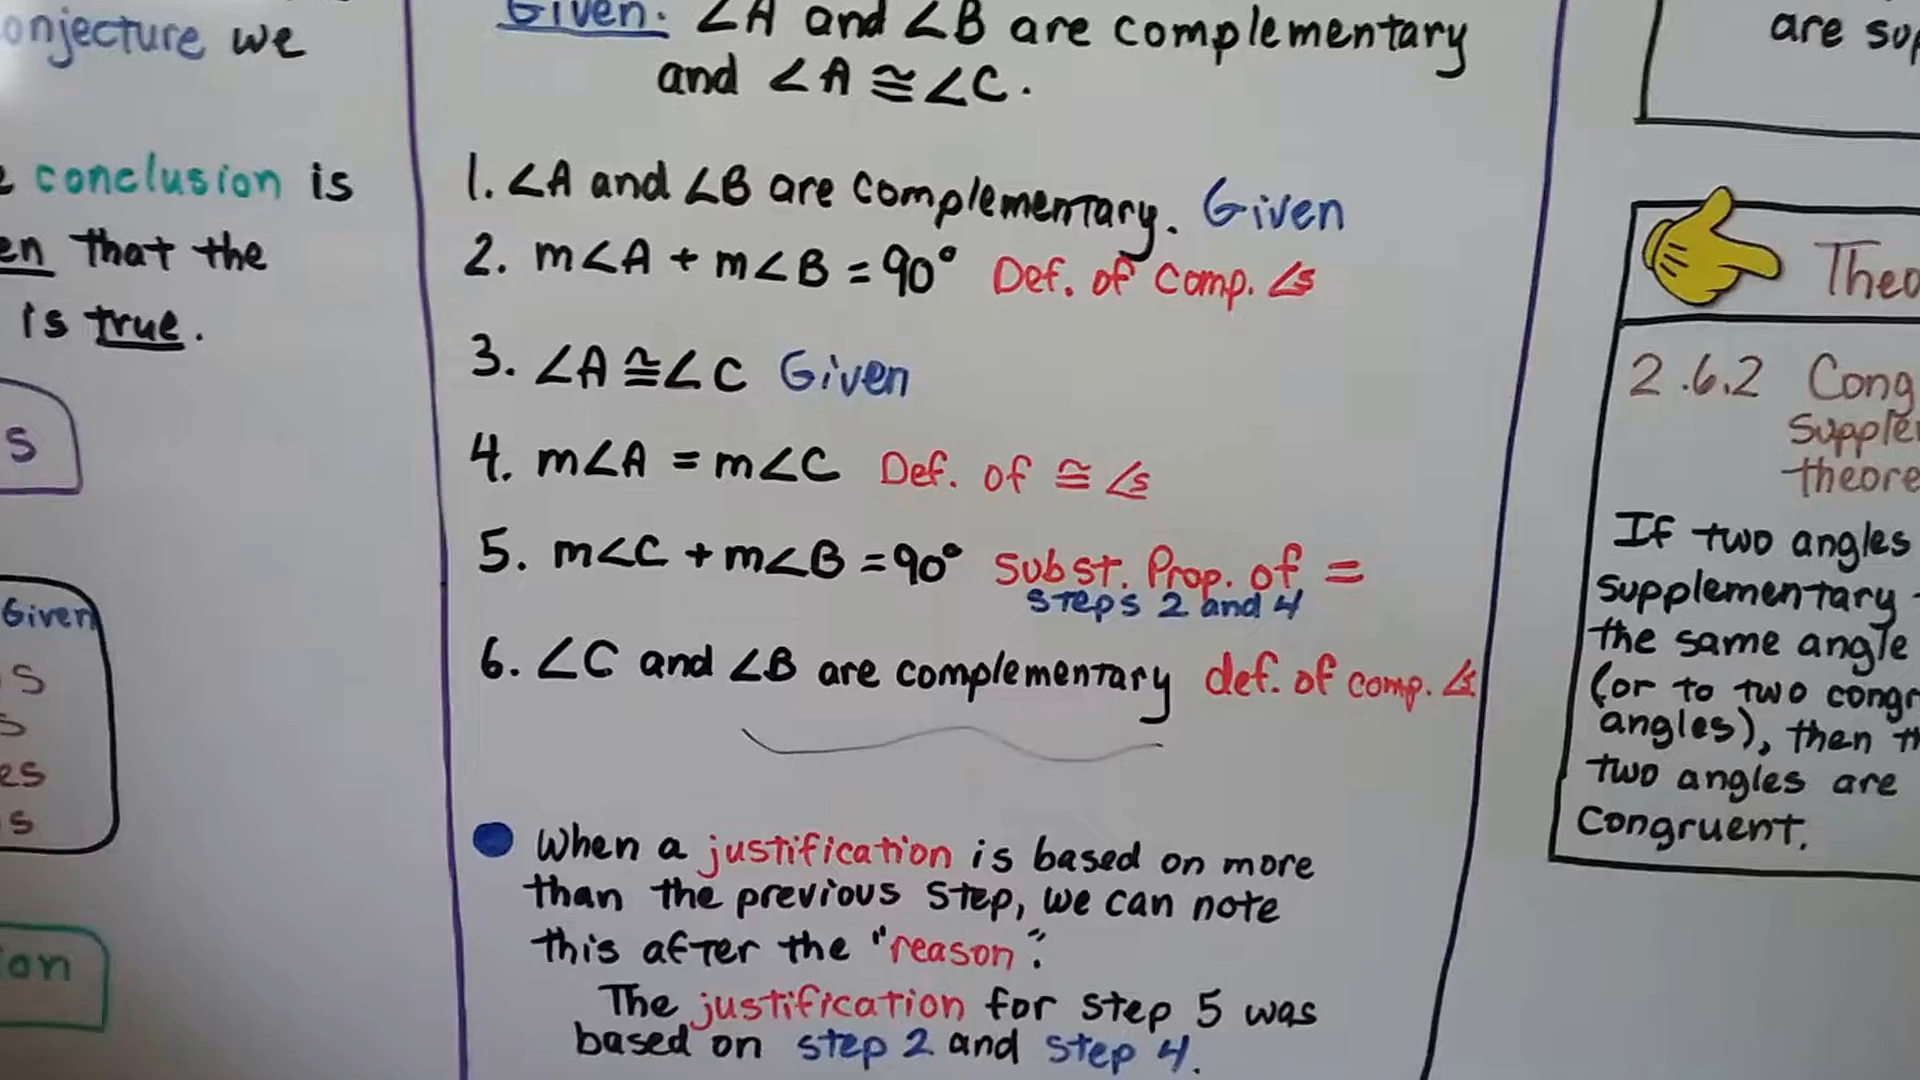 onjecture we
conclusion is
en that the
is true.
s
Given
s
s
es
s
on
Given: ∠A and ∠B are complementary
and ∠A ≅ ∠C.
1. ∠A and ∠B are complementary. Given
2. m∠A + m∠B = 90° Def. of Comp. ∠s
3. ∠A ≅ ∠C Given
4. m∠A = m∠C Def. of ≅ ∠s
5. m∠C + m∠B = 90° Subst. Prop. of =
steps 2 and 4
6. ∠C and ∠B are complementary def. of comp. ∠s
When a justification is based on more
than the previous step, we can note
this after the "reason".
The justification for step 5 was
based on step 2 and step 4.
are sup
Theo
2.6.2 Cong
Supple
theore
If two angles
supplementary
the same angle
(or to two congr
angles), then th
two angles are
congruent.